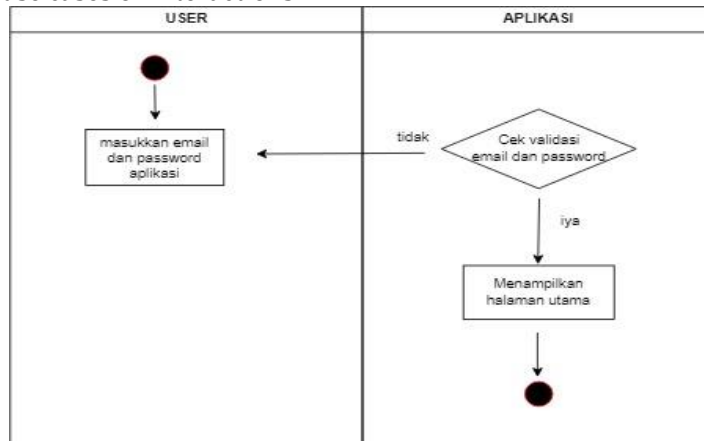 USER
APLIKASI
masukkan email
dan password
aplikasi
tidak
Cek validasi
email dan password
iya
Menampilkan
halaman utama